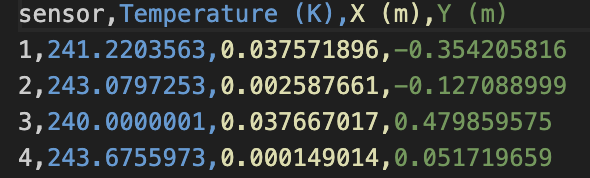 sensor,Temperature (K),X (m),Y (m)
1,241.2203563,0.037571896,-0.354205816
2,243.0797253,0.002587661,-0.127088999
3,240.0000001,0.037667017,0.479859575
4,243.6755973,0.000149014,0.051719659